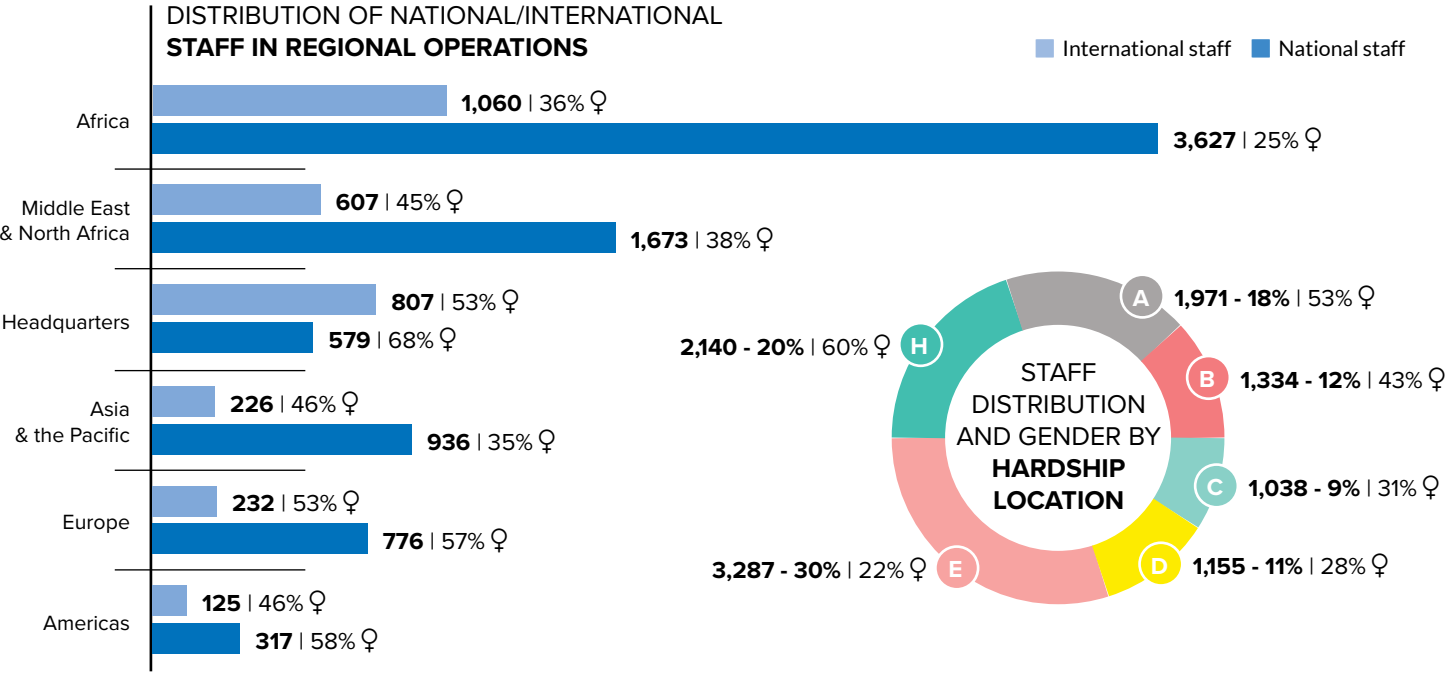 DISTRIBUTION OF NATIONAL/INTERNATIONAL
STAFF IN REGIONAL OPERATIONS
International staff
National staff
Africa
1,060 | 36% ♀
3,627 | 25% ♀
Middle East
& North Africa
607 | 45% ♀
1,673 | 38% ♀
Headquarters
807 | 53% ♀
579 | 68% ♀
Asia
& the Pacific
226 | 46% ♀
936 | 35% ♀
Europe
232 | 53% ♀
776 | 57% ♀
Americas
125 | 46% ♀
317 | 58% ♀
STAFF
DISTRIBUTION
AND GENDER BY
HARDSHIP
LOCATION
A
1,971 - 18% | 53% ♀
B
1,334 - 12% | 43% ♀
C
1,038 - 9% | 31% ♀
D
1,155 - 11% | 28% ♀
3,287 - 30% | 22% ♀
E
2,140 - 20% | 60% ♀
H